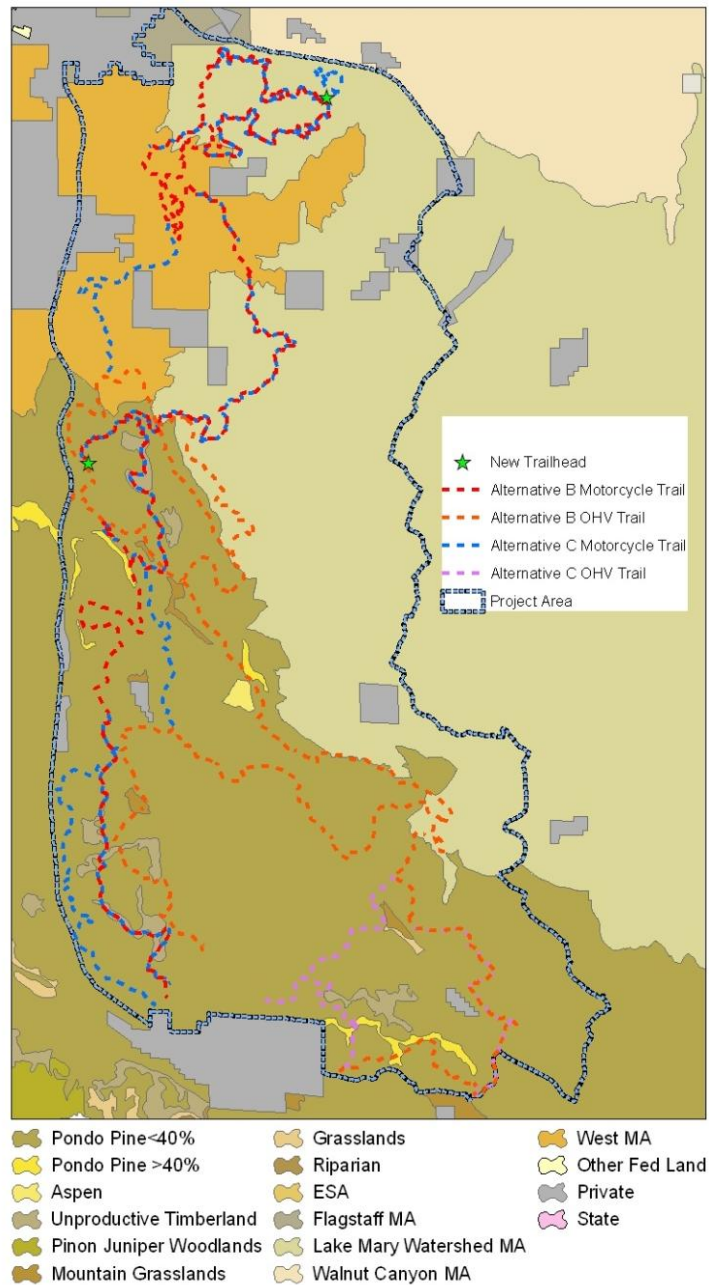 New Trailhead
Alternative B Motorcycle Trail
Alternative B OHV Trail
Alternative C Motorcycle Trail
Alternative C OHV Trail
Project Area
Pondo Pine<40%
Pondo Pine >40%
Aspen
Unproductive Timberland
Pinon Juniper Woodlands
Mountain Grasslands
Grasslands
Riparian
ESA
Flagstaff MA
Lake Mary Watershed MA
Walnut Canyon MA
West MA
Other Fed Land
Private
State